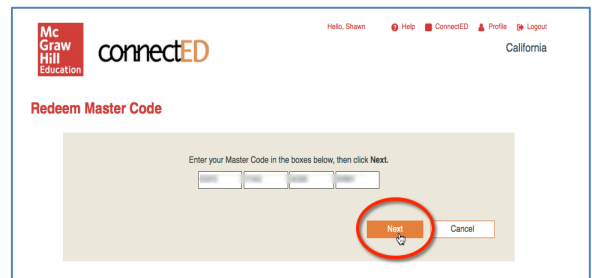 Mc
Graw
Hill
Education
connectED
Hello, Shawn Help ConnectED Profile Logout
California
Redeem Master Code
Enter your Master Code in the boxes below, then click Next.
Next Cancel